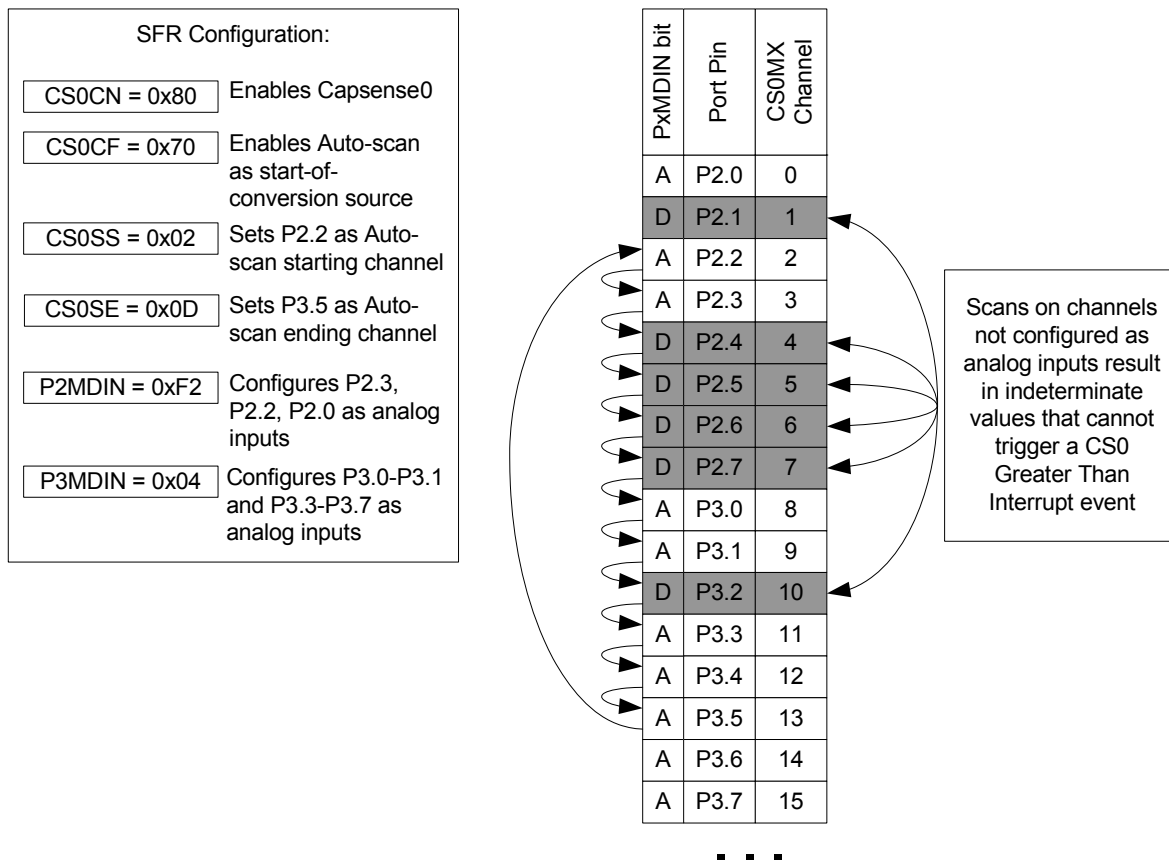 SFR Configuration:
CS0CN = 0x80
Enables Capsense0
CS0CF = 0x70
Enables Auto-scan
as start-of-
conversion source
CS0SS = 0x02
Sets P2.2 as Auto-
scan starting channel
CS0SE = 0x0D
Sets P3.5 as Auto-
scan ending channel
P2MDIN = 0xF2
Configures P2.3,
P2.2, P2.0 as analog
inputs
P3MDIN = 0x04
Configures P3.0-P3.1
and P3.3-P3.7 as
analog inputs
PxMDIN bit
Port Pin
CS0MX
Channel
A P2.0 0
D P2.1 1
A P2.2 2
A P2.3 3
D P2.4 4
D P2.5 5
D P2.6 6
D P2.7 7
A P3.0 8
A P3.1 9
D P3.2 10
A P3.3 11
A P3.4 12
A P3.5 13
A P3.6 14
A P3.7 15
Scans on channels
not configured as
analog inputs result
in indeterminate
values that cannot
trigger a CS0
Greater Than
Interrupt event